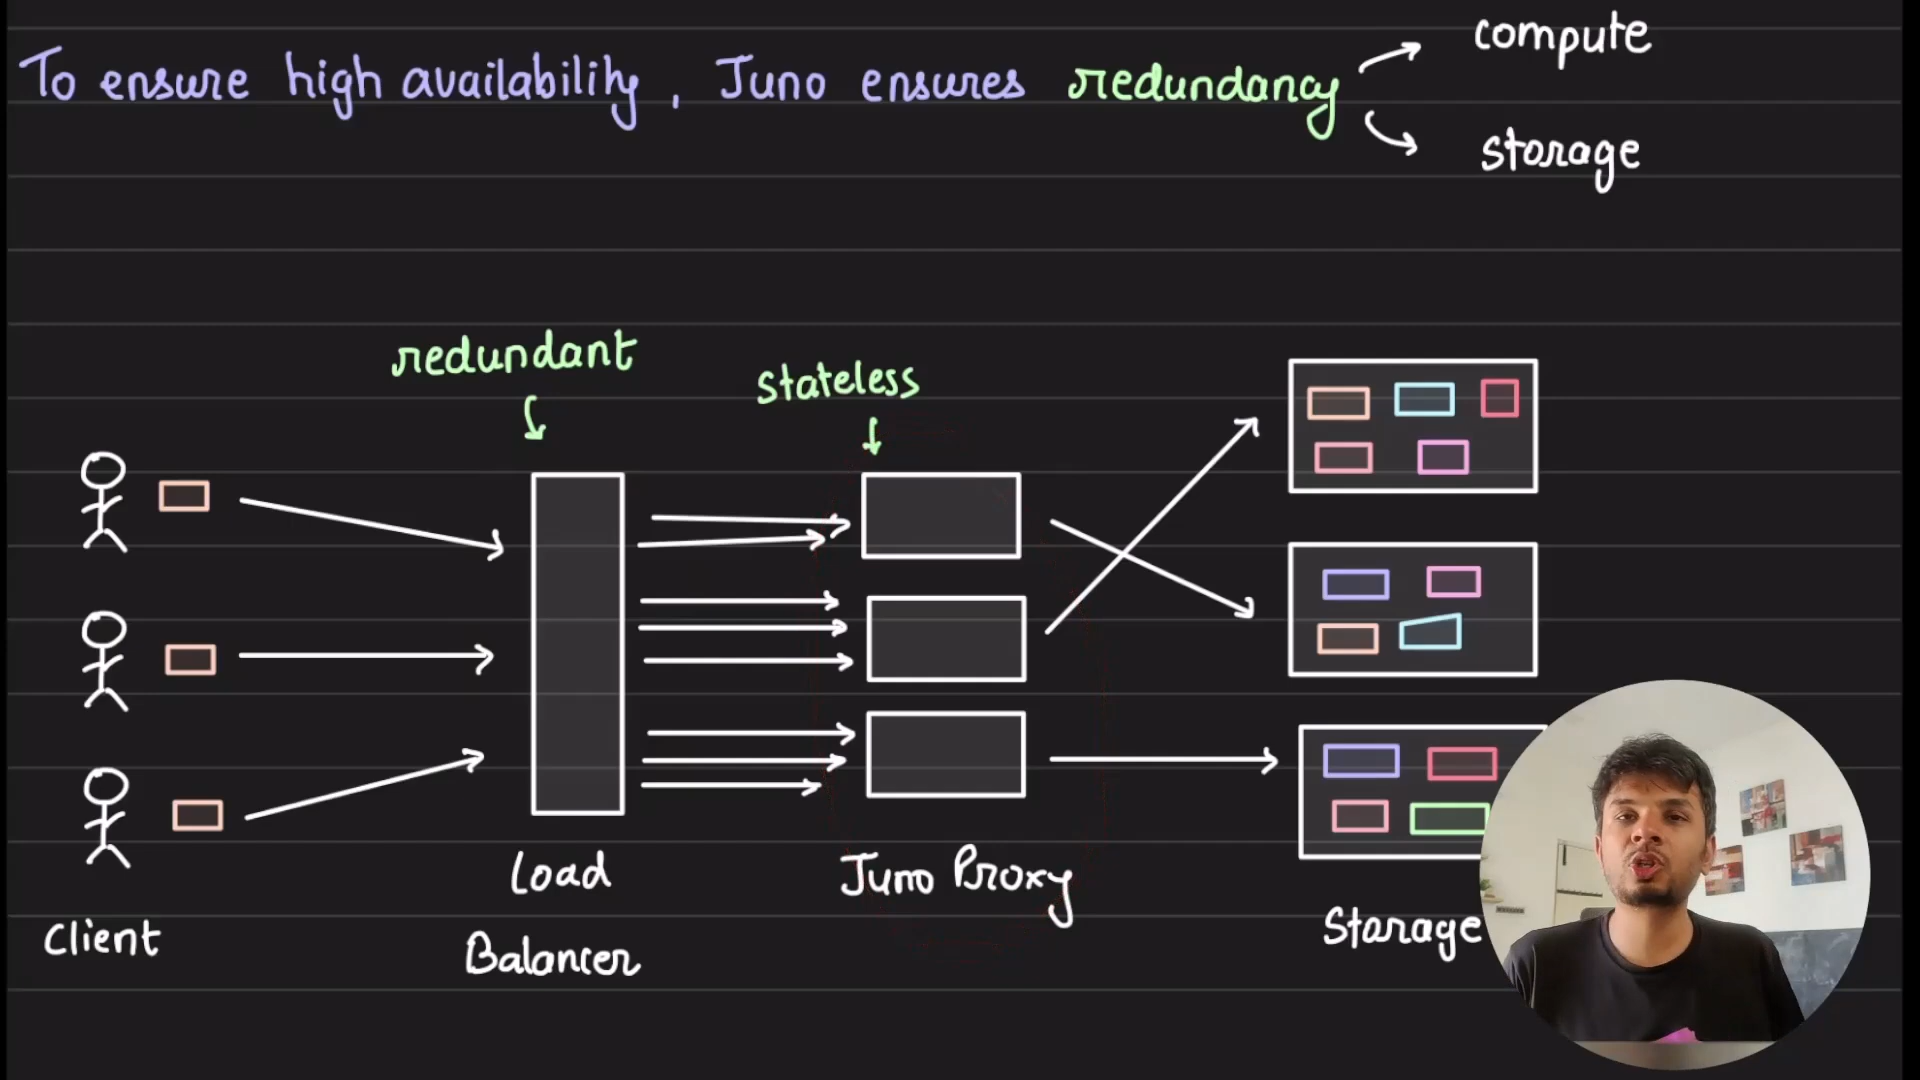 compute
To ensure high availability, Juno ensures redundancy
storage
redundant
stateless
Load
Balancer
Juno Proxy
Client
Storage